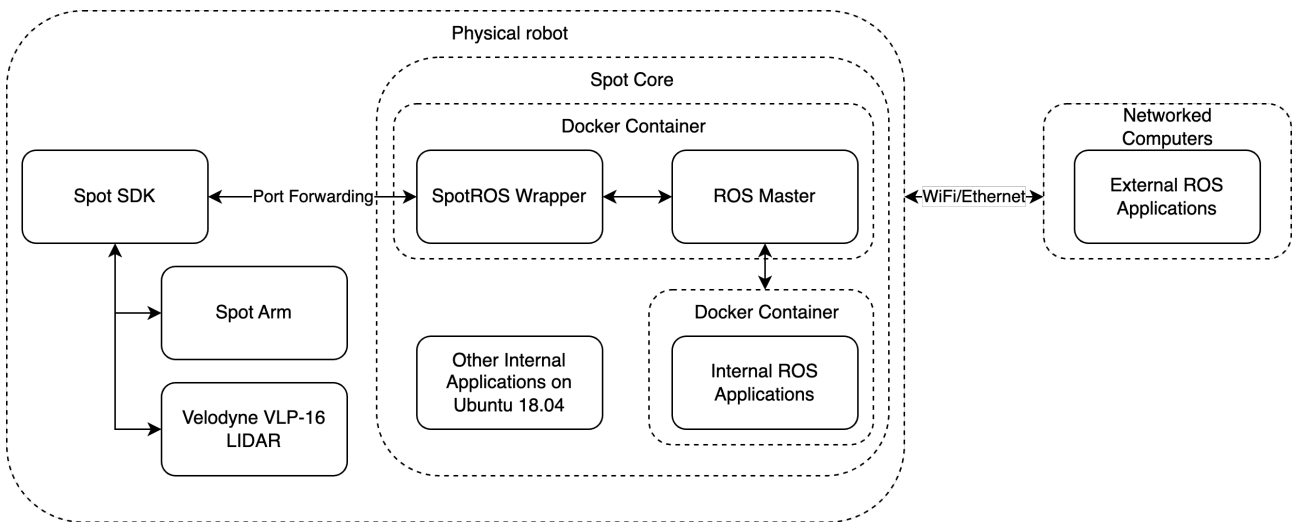 Physical robot
Spot Core
Docker Container
Networked
Computers
Spot SDK
Port Forwarding
SpotROS Wrapper
ROS Master
WiFi/Ethernet
External ROS
Applications
Spot Arm
Docker Container
Other Internal
Applications on
Ubuntu 18.04
Internal ROS
Applications
Velodyne VLP-16
LIDAR